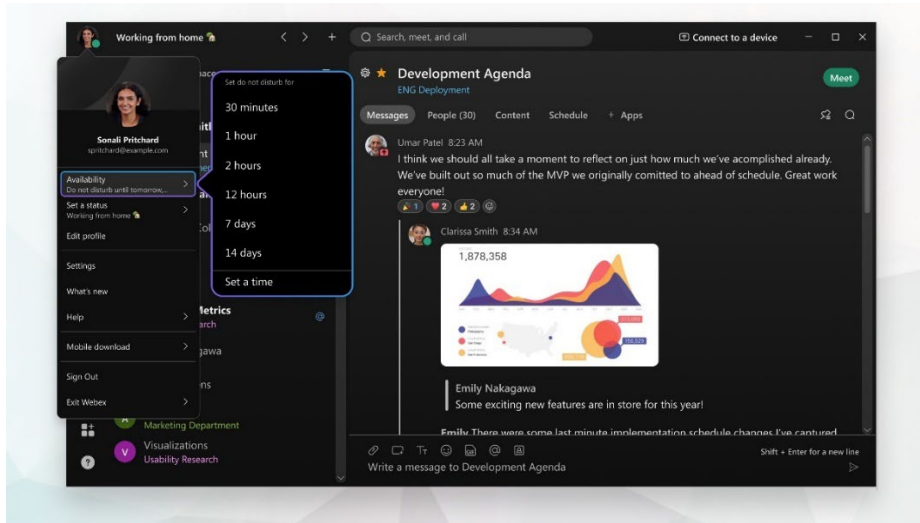 Working from home
Search, meet, and call
Connect to a device
Sonali Pritchard
spritchard@example.com
Availability
Do not disturb until tomorrow,...
Set a status
Working from home
Edit profile
Settings
What's new
Help
Mobile download
Sign Out
Exit Webex
Set do not disturb for
30 minutes
1 hour
2 hours
12 hours
7 days
14 days
Set a time
Metrics
Marketing Department
V
Visualizations
Usability Research
Development Agenda
ENG Deployment
Meet
Messages People (30) Content Schedule + Apps
Umar Patel 8:23 AM
I think we should all take a moment to reflect on just how much we've acomplished already.
We've built out so much of the MVP we originally comitted to ahead of schedule. Great work
everyone!
1 2 2
Clarissa Smith 8:34 AM
1,878,358
Emily Nakagawa
Some exciting new features are in store for this year!
Emily There were some last minute implementation schedule changes I've captured
Write a message to Development Agenda
Shift + Enter for a new line